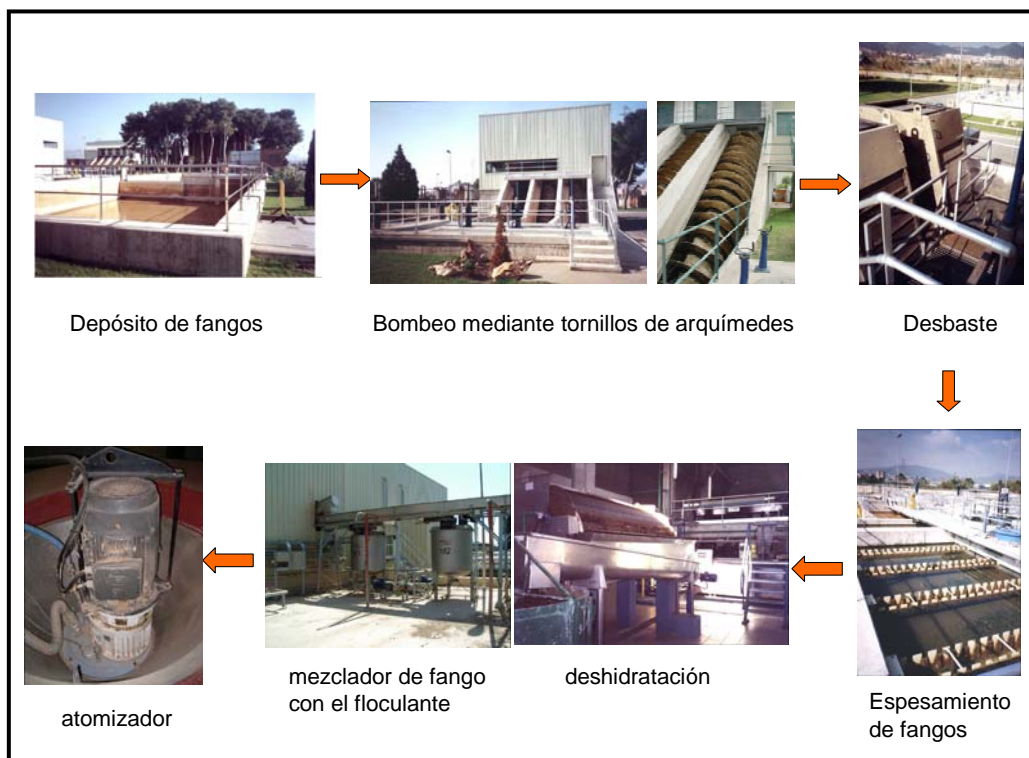 Depósito de fangos
Bombeo mediante tornillos de arquímedes
Desbaste
M2
atomizador
mezclador de fango
con el floculante
deshidratación
Espesamiento
de fangos